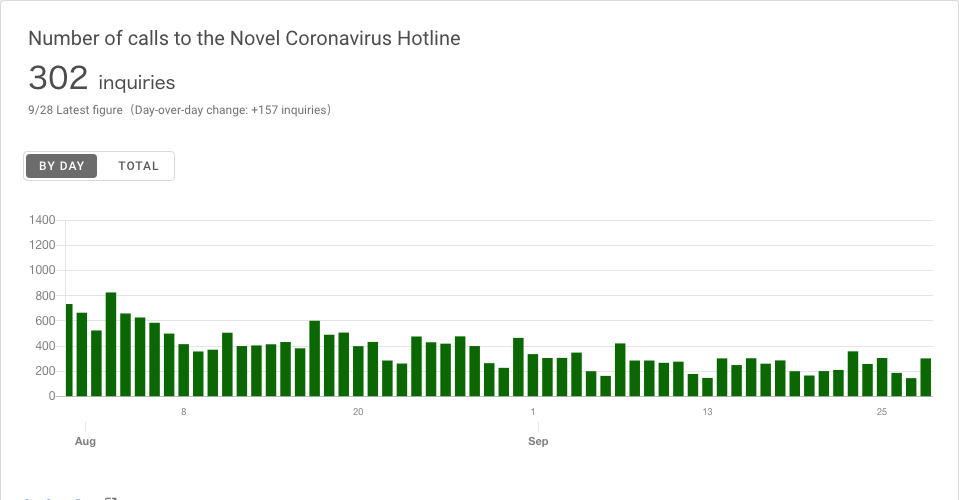 Number of calls to the Novel Coronavirus Hotline
302 inquiries
9/28 Latest figure（Day-over-day change: +157 inquiries）
BY DAY TOTAL
1400
1200
1000
800
600
400
200
0
8 20 1 13 25
Aug Sep